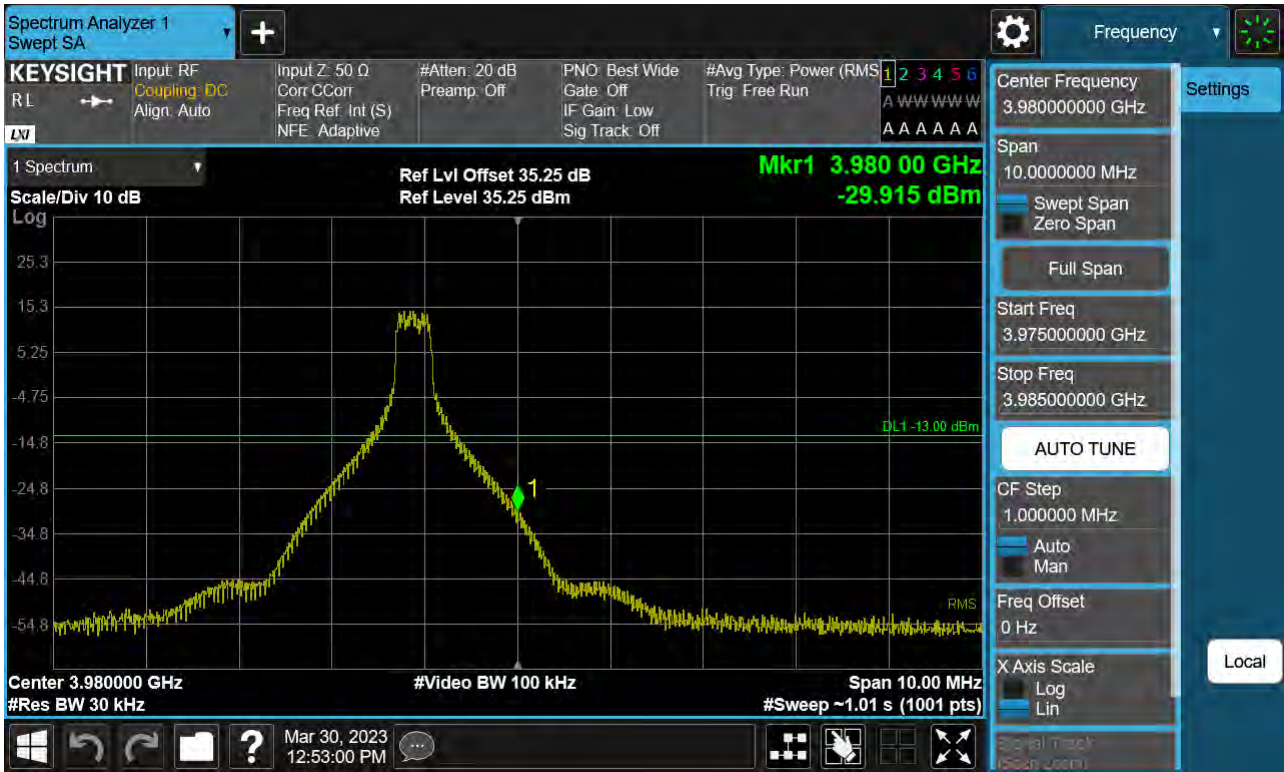 Spectrum Analyzer 1
Swept SA
+
Frequency
KEYSIGHT
RL
LXI
Input: RF
Coupling: DC
Align: Auto
Input Z: 50 Ω
Corr CCorr
Freq Ref: Int (S)
NFE: Adaptive
#Atten: 20 dB
Preamp: Off
PNO: Best Wide
Gate: Off
IF Gain: Low
Sig Track: Off
#Avg Type: Power (RMS
Trig: Free Run
1 2 3 4 5 6
A W W W W W
A A A A A A
1 Spectrum
Scale/Div 10 dB
Log
Ref Lvl Offset 35.25 dB
Ref Level 35.25 dBm
Mkr1 3.980 00 GHz
-29.915 dBm
25.3
15.3
5.25
-4.75
-14.8
-24.8
-34.8
-44.8
-54.8
DL1 -13.00 dBm
1
RMS
Center 3.980000 GHz
#Res BW 30 kHz
#Video BW 100 kHz
Span 10.00 MHz
#Sweep ~1.01 s (1001 pts)
Center Frequency
3.980000000 GHz
Settings
Span
10.0000000 MHz
Swept Span
Zero Span
Full Span
Start Freq
3.975000000 GHz
Stop Freq
3.985000000 GHz
AUTO TUNE
CF Step
1.000000 MHz
Auto
Man
Freq Offset
0 Hz
X Axis Scale
Log
Lin
Signal Track
(Span Zoom)
Local
?
Mar 30, 2023
12:53:00 PM